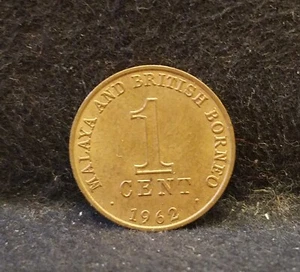 MALAYA AND BRITISH BORNEO
1
CENT
· 1962 ·